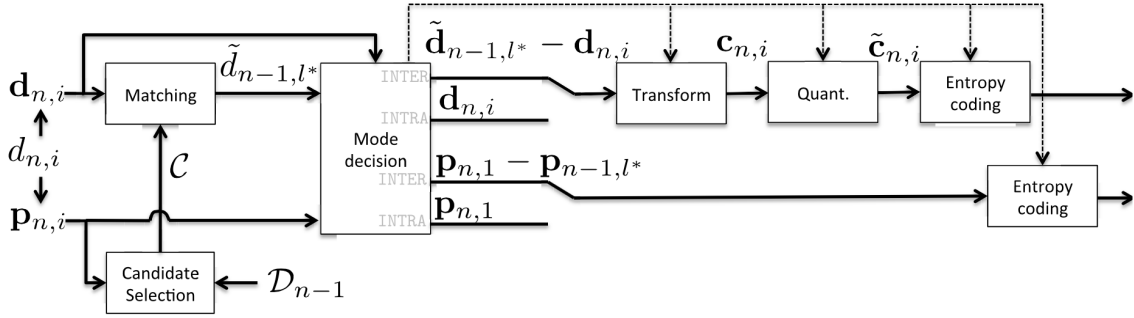 d̃_{n-1,l*} − d_{n,i}
c_{n,i}
c̃_{n,i}
d_{n,i}
Matching
d̃_{n-1,l*}
INTER
Transform
Quant.
Entropy
coding
d_{n,i}
INTRA
d_{n,i}
Mode
decision
C
p_{n,1} − p_{n-1,l*}
INTER
p_{n,i}
INTRA
p_{n,1}
Entropy
coding
Candidate
Selection
D_{n-1}